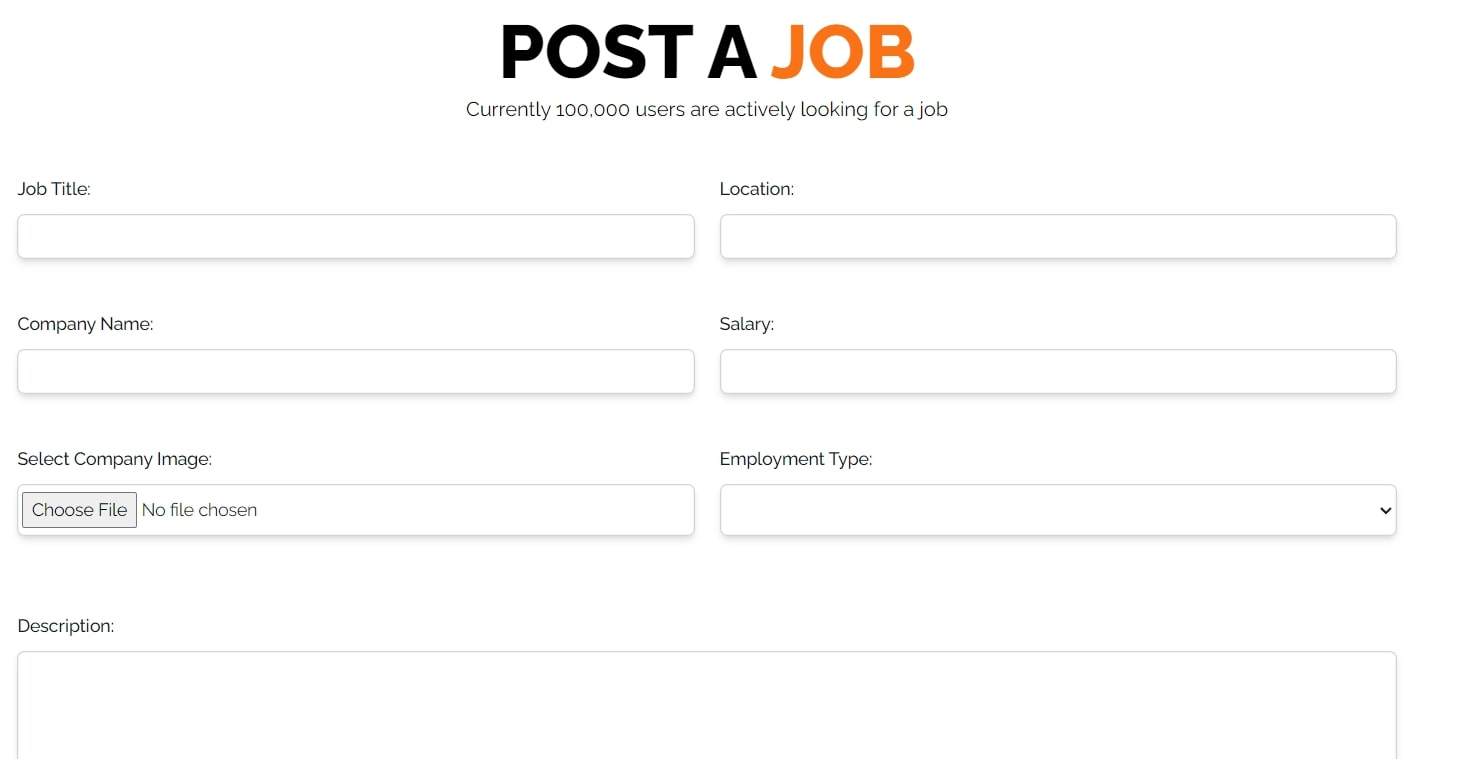 POST A JOB
Currently 100,000 users are actively looking for a job
Job Title:
Location:
Company Name:
Salary:
Select Company Image:
Employment Type:
Choose File No file chosen
Description: